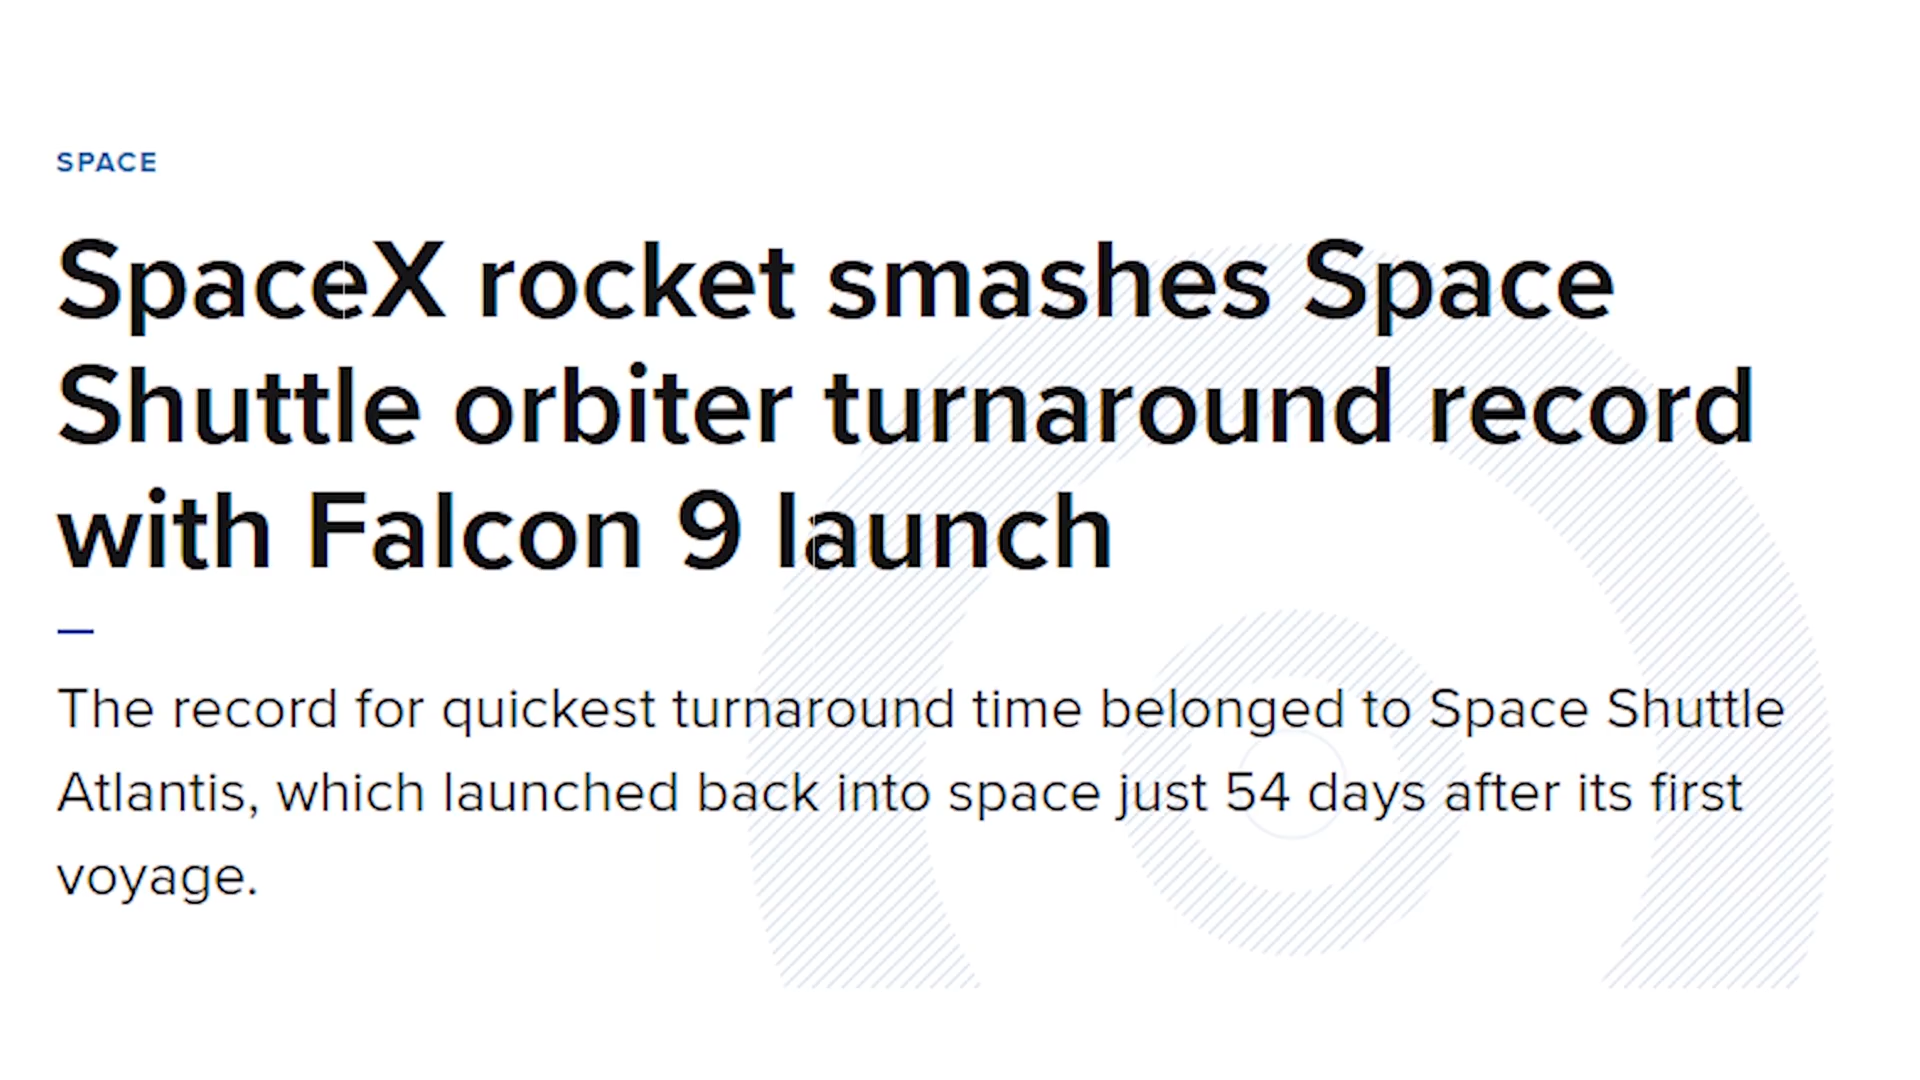 SPACE
SpaceX rocket smashes Space
Shuttle orbiter turnaround record
with Falcon 9 launch
The record for quickest turnaround time belonged to Space Shuttle
Atlantis, which launched back into space just 54 days after its first
voyage.